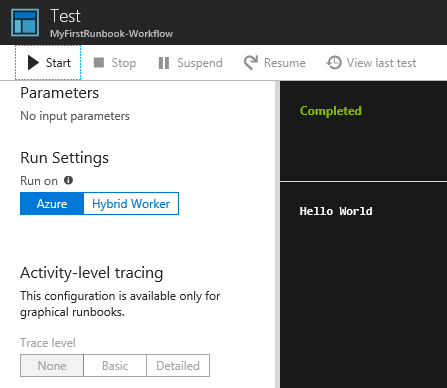 Test
MyFirstRunbook-Workflow
Start Stop Suspend Resume View last test
Parameters
No input parameters
Run Settings
Run on
Azure Hybrid Worker
Activity-level tracing
This configuration is available only for
graphical runbooks.
Trace level
None Basic Detailed
Completed
Hello World